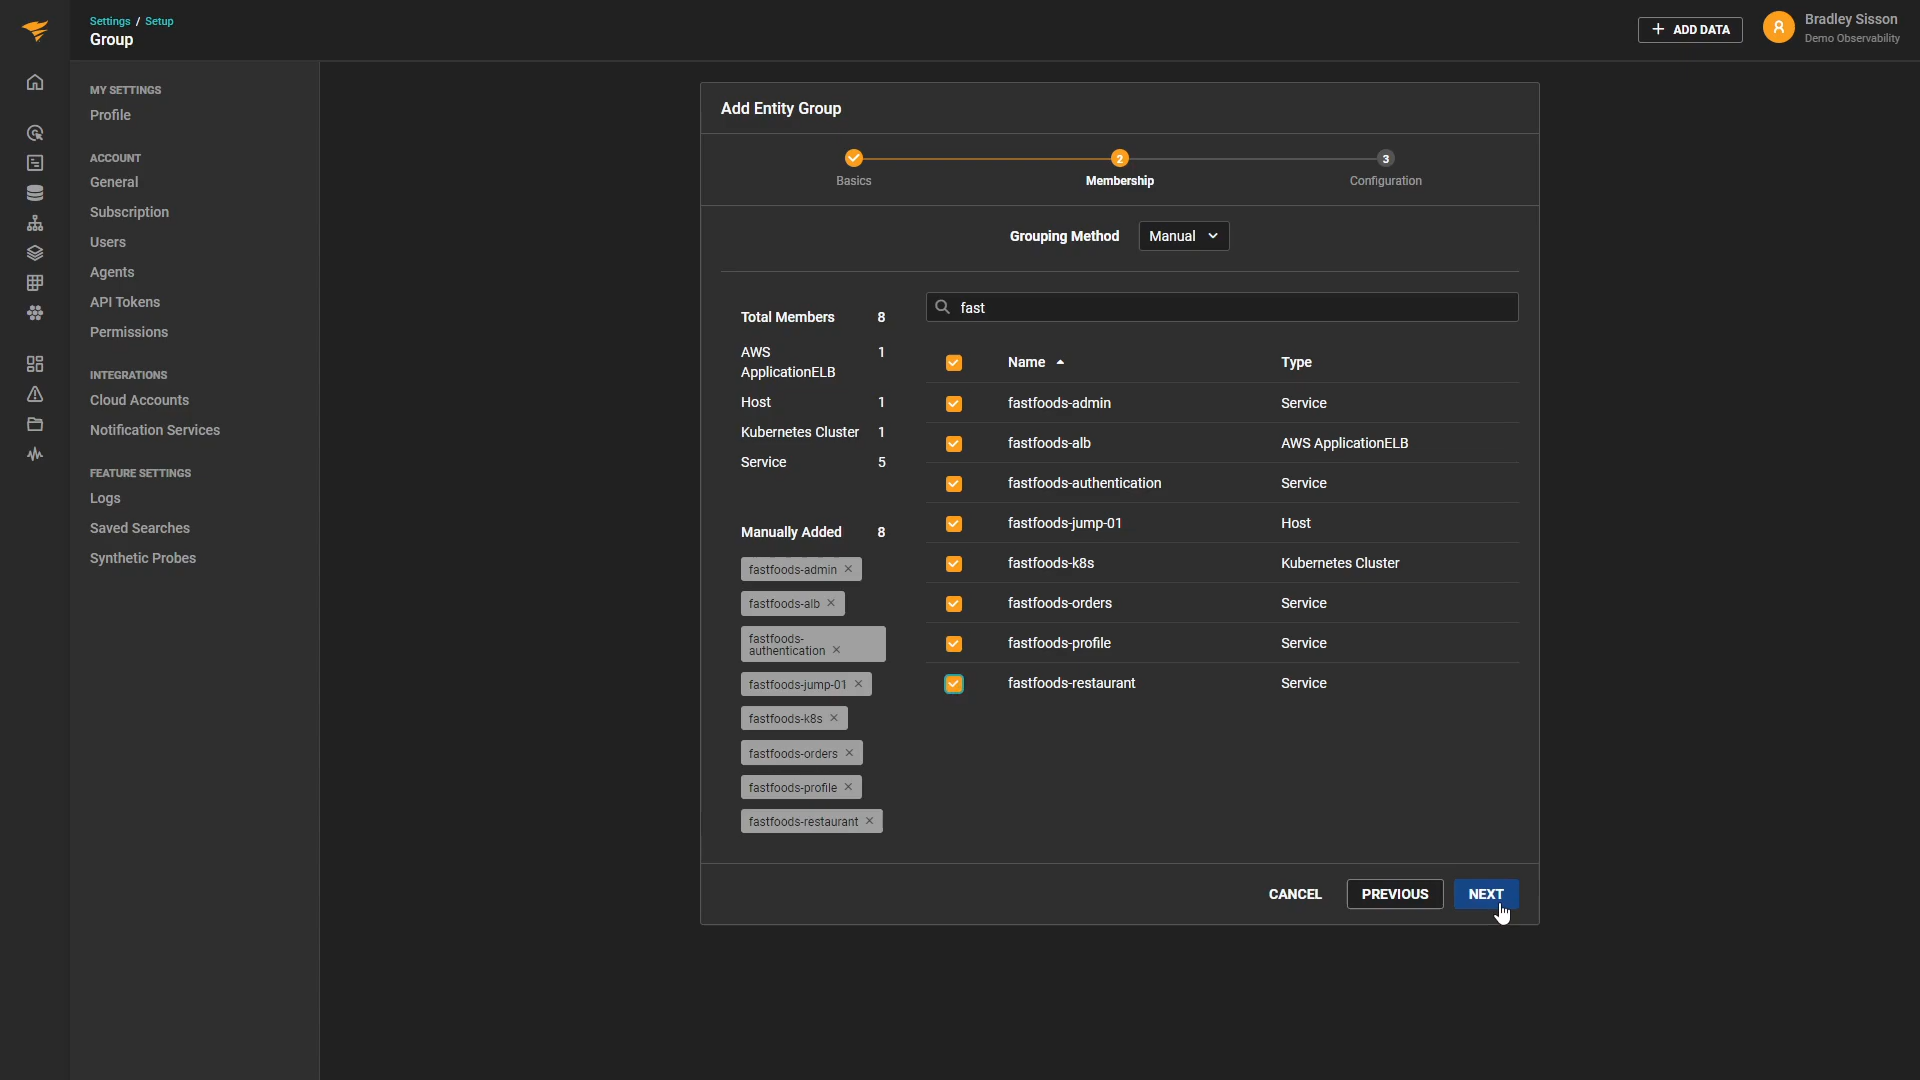 Settings / Setup
Group
ADD DATA
A
Bradley Sisson
Demo Observability
MY SETTINGS
Profile
ACCOUNT
General
Subscription
Users
Agents
API Tokens
Permissions
INTEGRATIONS
Cloud Accounts
Notification Services
FEATURE SETTINGS
Logs
Saved Searches
Synthetic Probes
Add Entity Group
2
3
Basics
Membership
Configuration
Grouping Method
Manual
Total Members 8
AWS ApplicationELB 1
Host 1
Kubernetes Cluster 1
Service 5
Manually Added 8
fastfoods-admin
fastfoods-alb
fastfoods-
authentication
fastfoods-jump-01
fastfoods-k8s
fastfoods-orders
fastfoods-profile
fastfoods-restaurant
fast
Name Type
fastfoods-admin Service
fastfoods-alb AWS ApplicationELB
fastfoods-authentication Service
fastfoods-jump-01 Host
fastfoods-k8s Kubernetes Cluster
fastfoods-orders Service
fastfoods-profile Service
fastfoods-restaurant Service
CANCEL PREVIOUS NEXT